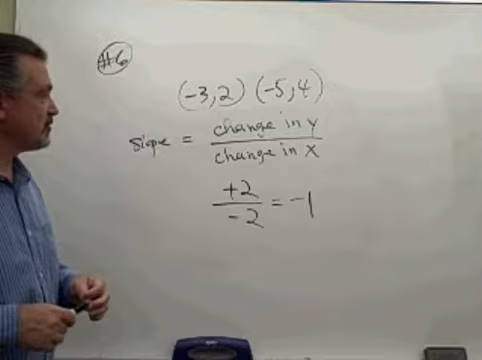 #6
(-3,2) (-5,4)
slope = change in y / change in x
+2 / -2 = -1